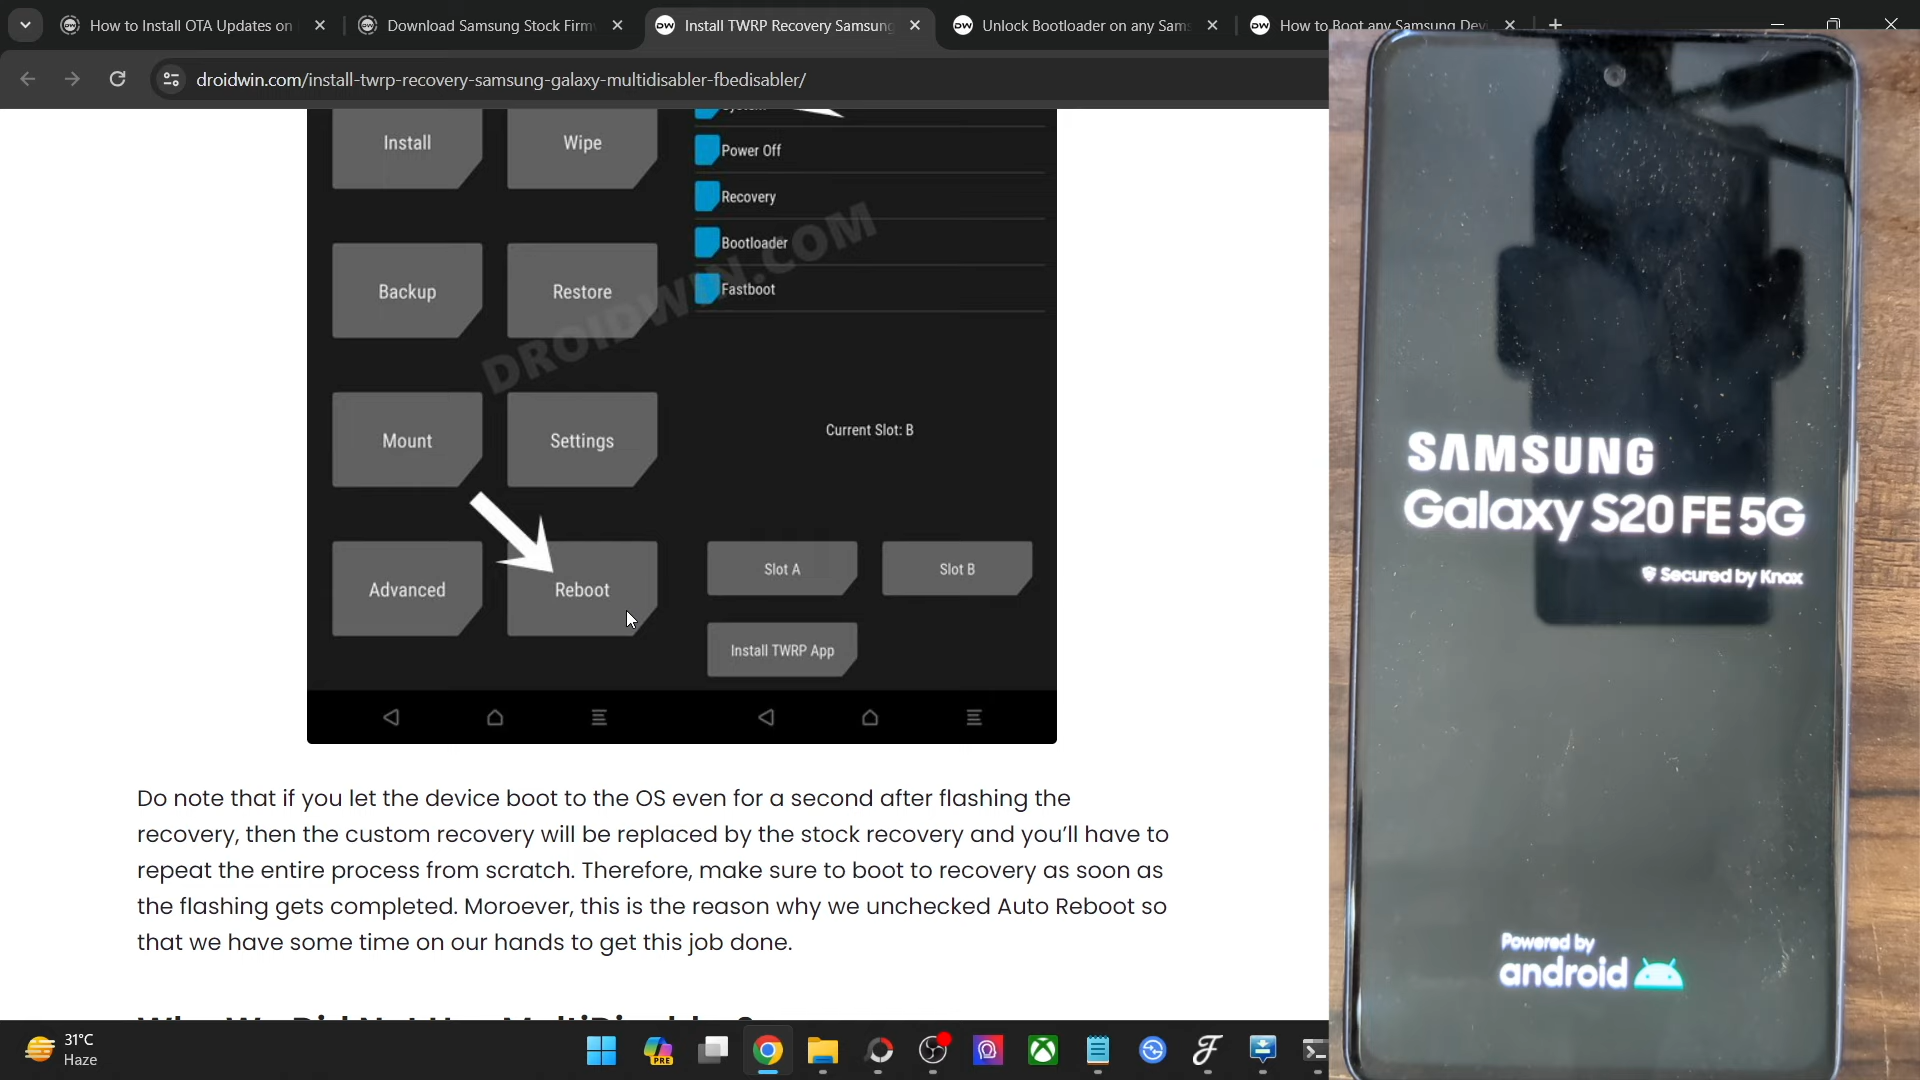 How to Install OTA Updates on
Download Samsung Stock Firm
Install TWRP Recovery Samsung
Unlock Bootloader on any Sams
How to Boot any Samsung Devi
droidwin.com/install-twrp-recovery-samsung-galaxy-multidisabler-fbedisabler/
Install
Wipe
Power Off
Recovery
Backup
Restore
Bootloader
Fastboot
DROIDWIN.COM
Mount
Settings
Current Slot: B
Advanced
Reboot
Slot A
Slot B
Install TWRP App
Do note that if you let the device boot to the OS even for a second after flashing the
recovery, then the custom recovery will be replaced by the stock recovery and you'll have to
repeat the entire process from scratch. Therefore, make sure to boot to recovery as soon as
the flashing gets completed. Moroever, this is the reason why we unchecked Auto Reboot so
that we have some time on our hands to get this job done.
31°C
Haze
PRE
SAMSUNG
Galaxy S20 FE 5G
Secured by Knox
Powered by
android